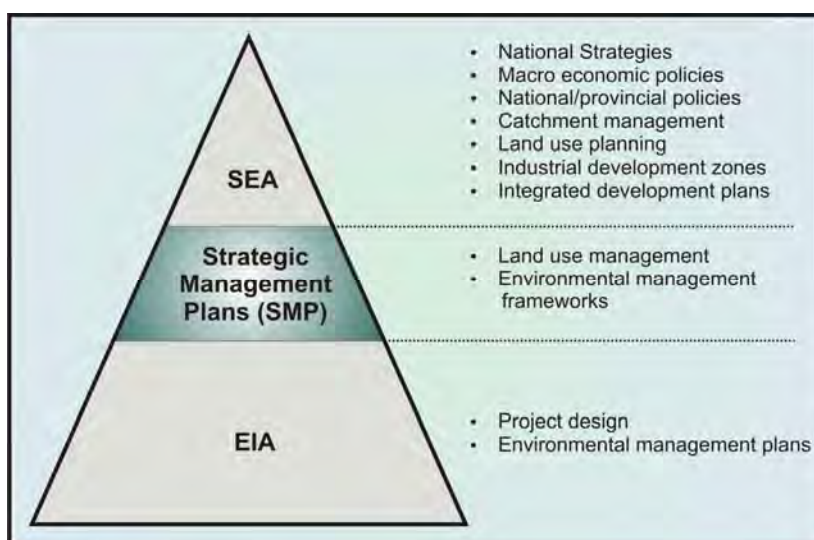 SEA
• National Strategies
• Macro economic policies
• National/provincial policies
• Catchment management
• Land use planning
• Industrial development zones
• Integrated development plans
Strategic
Management
Plans (SMP)
• Land use management
- Environmental management
frameworks
EIA
• Project design
• Environmental management plans